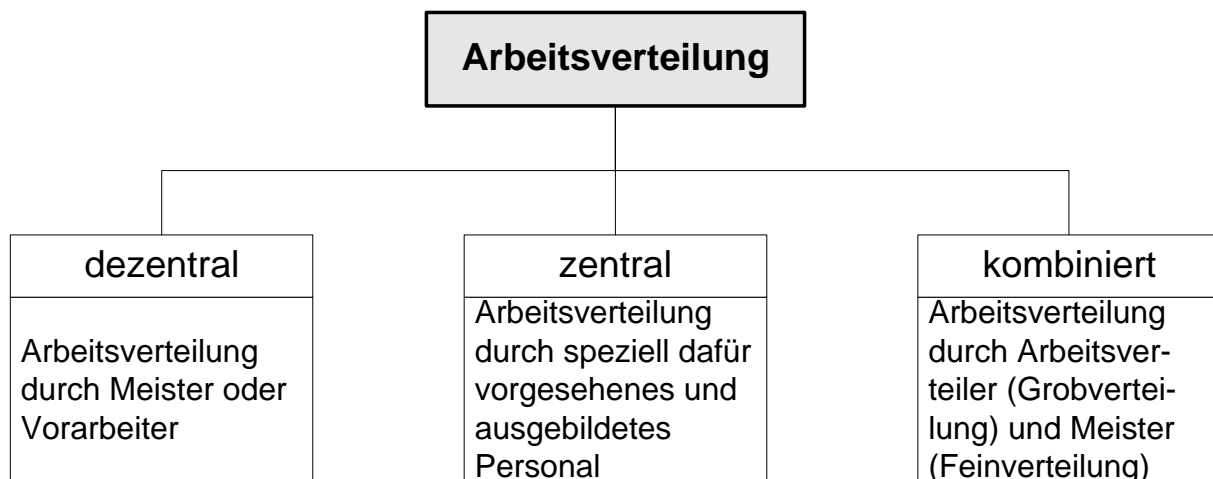 Arbeitsverteilung
dezentral
Arbeitsverteilung
durch Meister oder
Vorarbeiter
zentral
Arbeitsverteilung
durch speziell dafür
vorgesehenes und
ausgebildetes
Personal
kombiniert
Arbeitsverteilung
durch Arbeitsver-
teiler (Grobvertei-
lung) und Meister
(Feinverteilung)